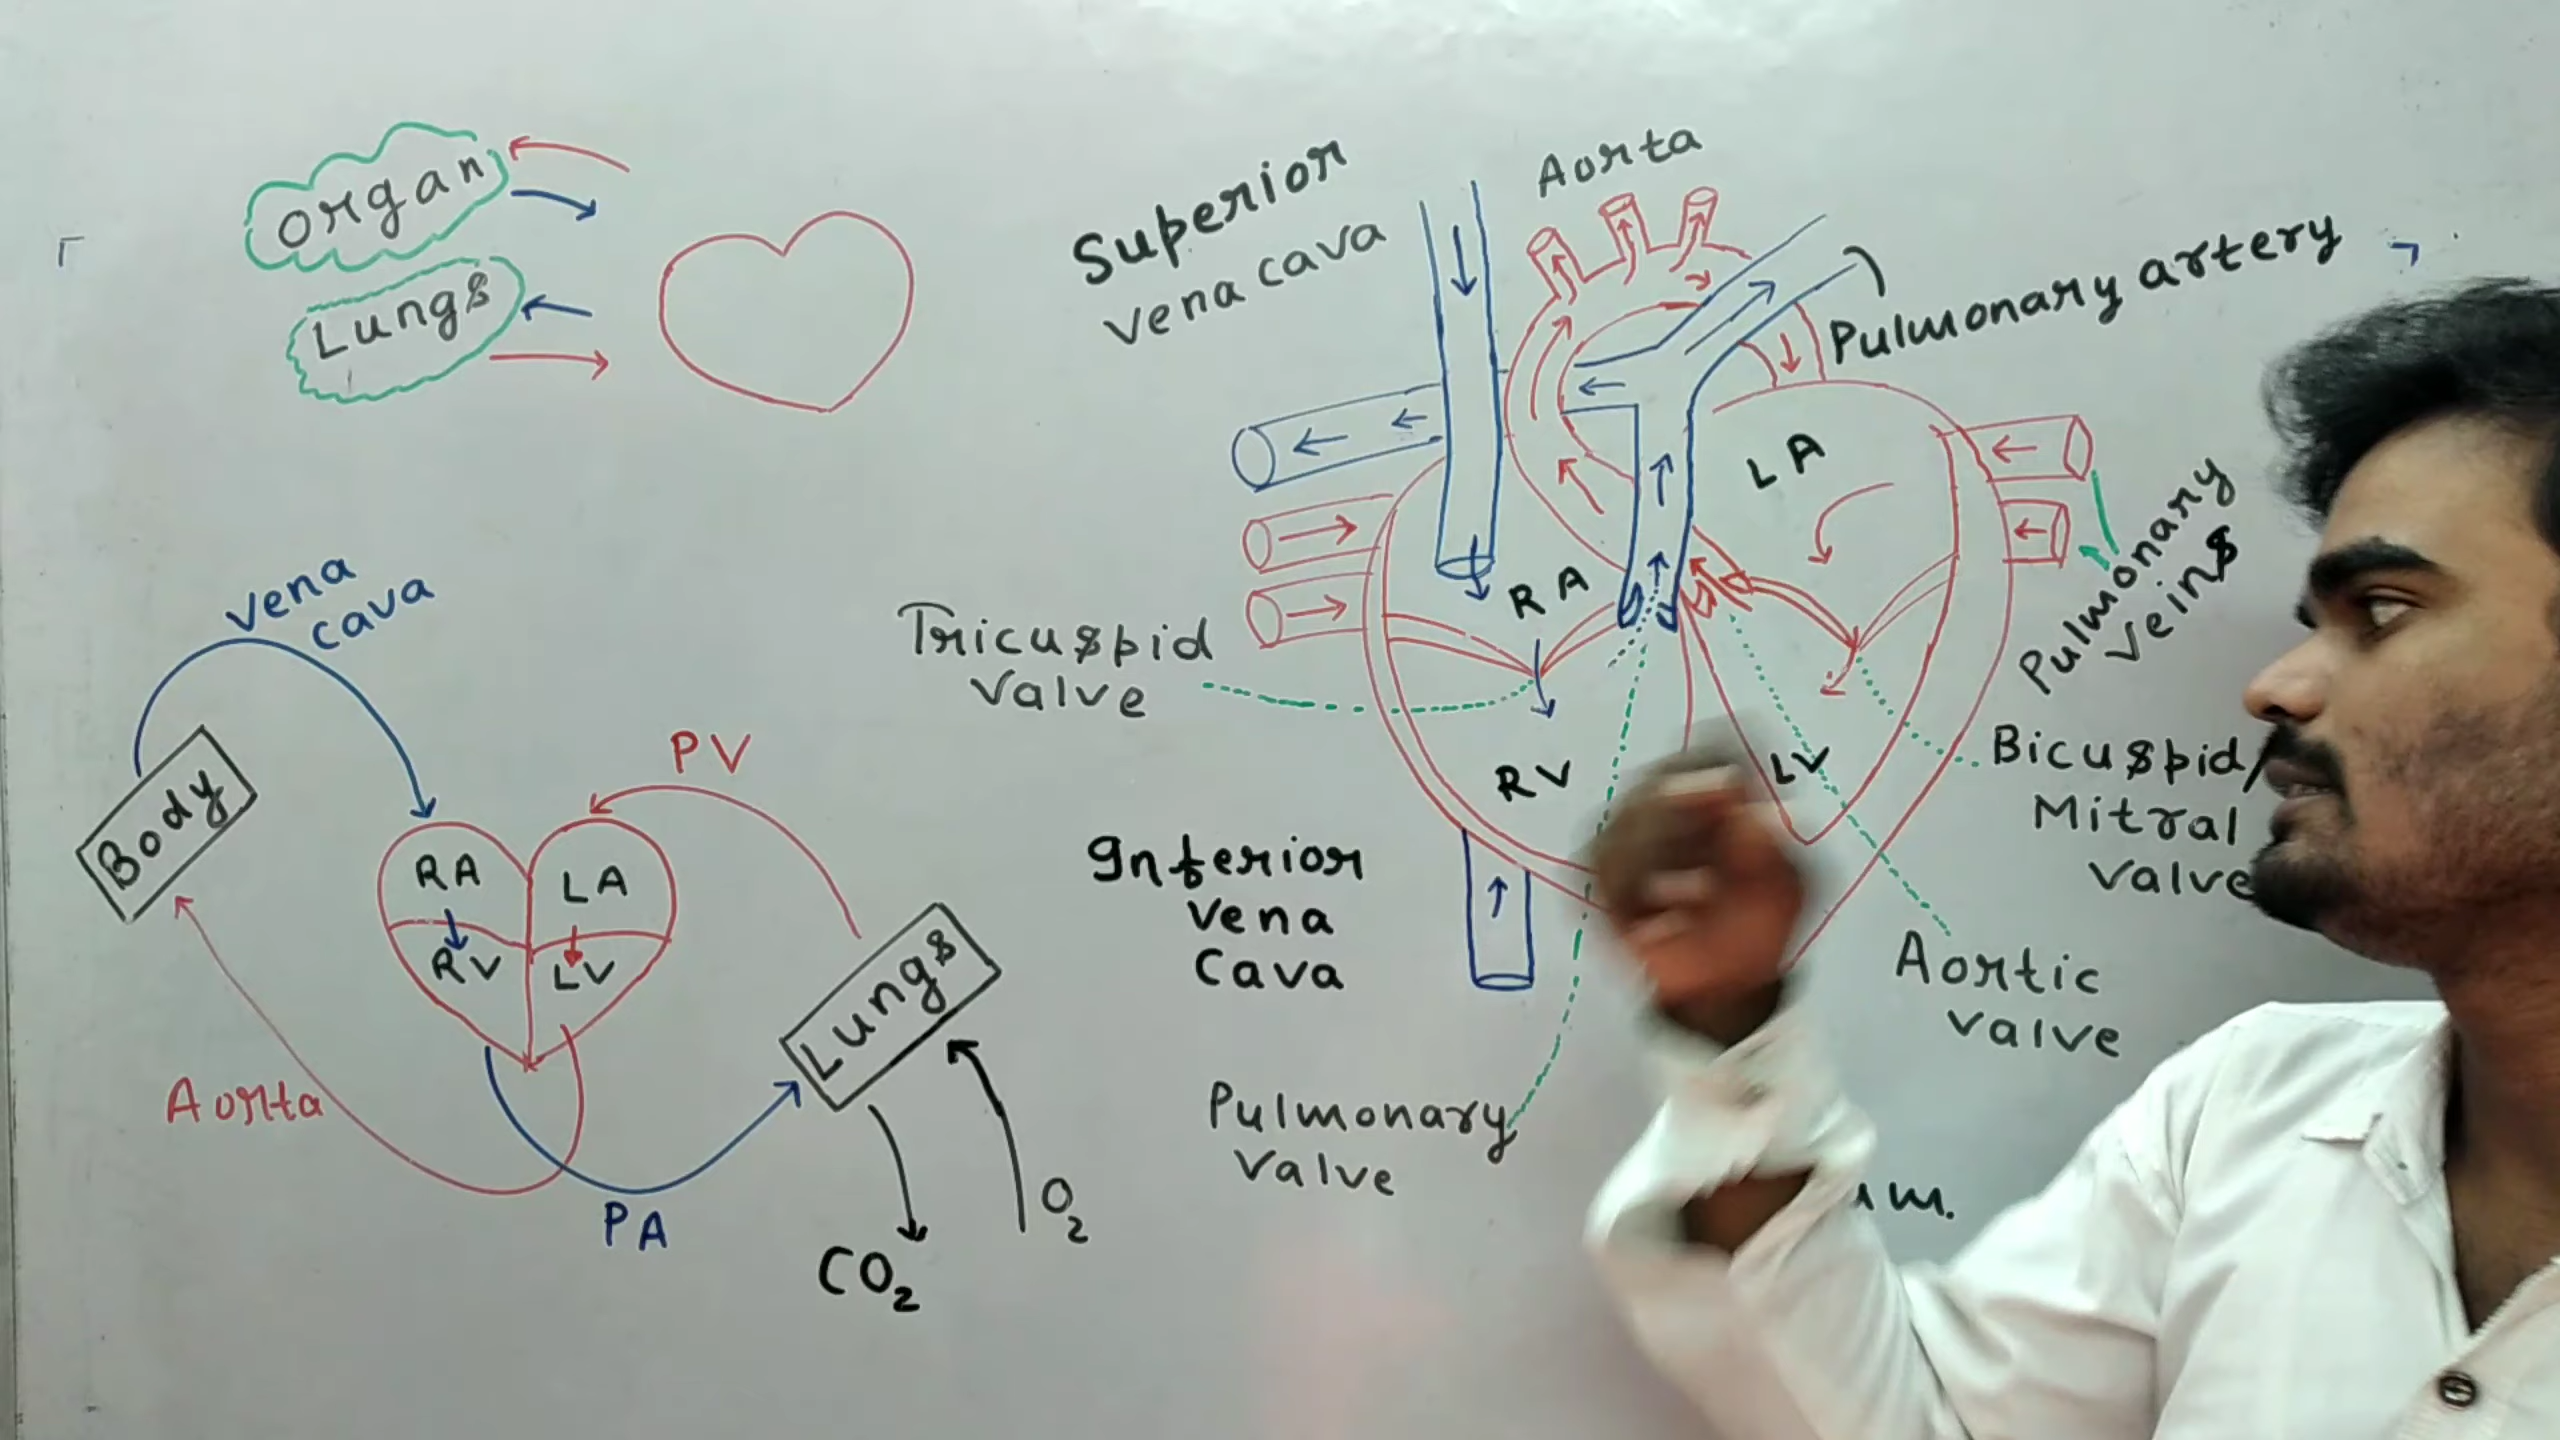 organ
Lungs
vena
cava
Body
RA
LA
RV
LV
PV
Lungs
Aorta
PA
CO₂
O₂
Superior
vena cava
Aorta
Pulmonary artery
LA
RA
RV
LV
Pulmonary
veins
Tricuspid
valve
Bicuspid/
Mitral
valve
Inferior
vena
cava
Aortic
valve
Pulmonary
valve